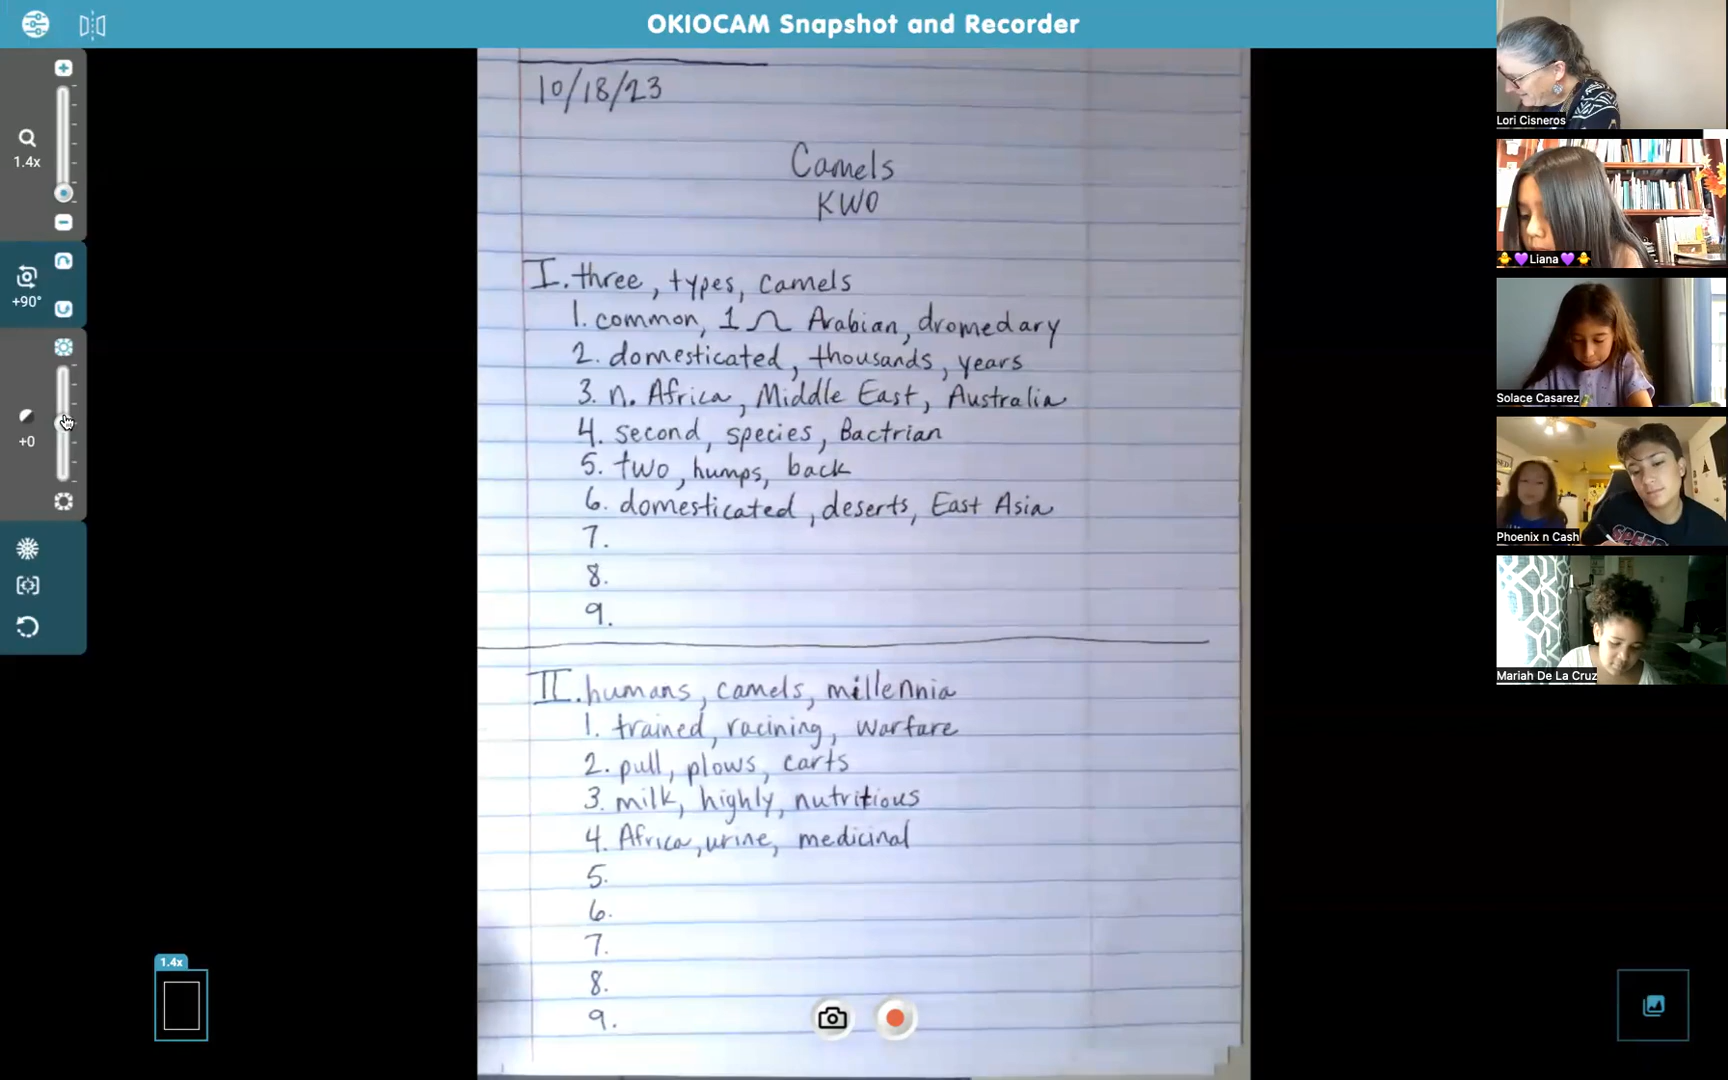 OKIOCAM Snapshot and Recorder
1.4x
+90°
+0
1.4x
10/18/23
Camels
KWO
I. three, types, camels
1. common, 1 Arabian, dromedary
2. domesticated, thousands, years
3. n. Africa, Middle East, Australia
4. second, species, Bactrian
5. two, humps, back
6. domesticated, deserts, East Asia
7.
8.
9.
II. humans, camels, millennia
1. trained, racining, warfare
2. pull, plows, carts
3. milk, highly, nutritious
4. Africa, urine, medicinal
5.
6.
7.
8.
9.
Lori Cisneros
Liana
Solace Casarez
Phoenix n Cash
Mariah De La Cruz